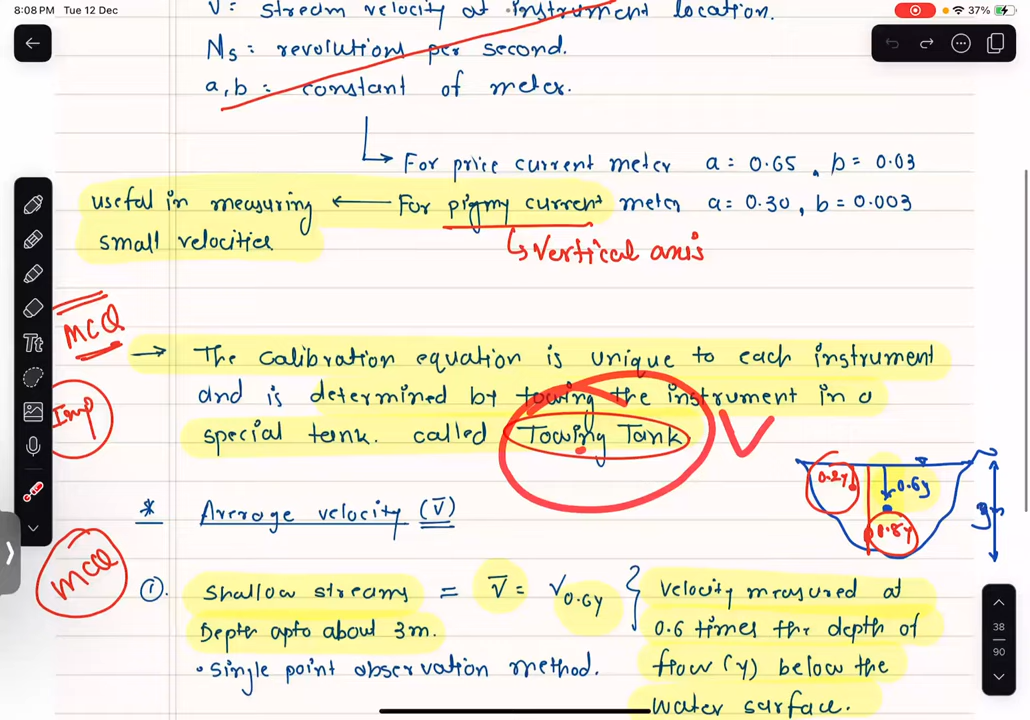 8:08 PM Tue 12 Dec
37%
V = stream velocity at instrument location.
Ns = revolutions per second.
a,b = constant of meter.
For price current meter a = 0.65, b = 0.03
useful in measuring ← For pigmy current meter a = 0.30, b = 0.003
small velocities
Vertical axis
MCQ
→ The calibration equation is unique to each instrument
Imp
and is determined by towing the instrument in a
special tank. called Towing Tank
0.2y
0.6y
0.8y
* Average velocity (V̄)
MCQ
①. Shallow streams = V̄ = V0.6y { velocity measured at
Depth upto about 3m. 0.6 times the depth of
• Single point observation method. flow (y) below the
water surface.
Tt
38
90